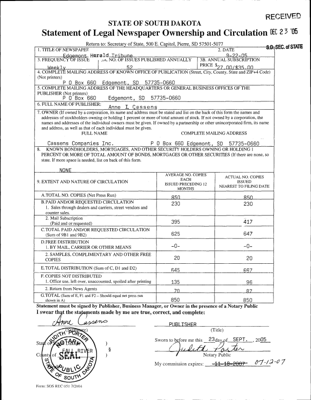 RECEIVED
DEC 23 '05
S.D. SEC. of STATE
STATE OF SOUTH DAKOTA
Statement of Legal Newspaper Ownership and Circulation
Return to: Secretary of State, 500 E. Capitol, Pierre, SD 57501-5077
1. TITLE OF NEWSPAPER
Edgemont Herald Tribune
2. DATE
9-22-05
3. FREQUENCY OF ISSUE
Weekly
3A. NO. OF ISSUES PUBLISHED ANNUALLY
52
3B. ANNUAL SUBSCRIPTION
PRICE $27.00/$35.00
4. COMPLETE MAILING ADDRESS OF KNOWN OFFICE OF PUBLICATION (Street, City, County, State and ZIP+4 Code)
(Not printers)
P O Box 660 Edgemont, SD 57735-0660
5. COMPLETE MAILING ADDRESS OF THE HEADQUARTERS OR GENERAL BUSINESS OFFICES OF THE
PUBLISHER (Not printers)
P O Box 660 Edgemont, SD 57735-0660
6. FULL NAME OF PUBLISHER:
Anne I. Cassens
7. OWNER (If owned by a corporation, its name and address must be stated and list the back of this form the names and
addresses of stockholders owning or holding 1 percent or more of total amount of stock. If not owned by a corporation, the
names and addresses of the individual owners must be given. If owned by a partnership or other unincorporated firm, its name
and address, as well as that of each individual must be given.
FULL NAME COMPLETE MAILING ADDRESS
Cassens Companies Inc. P O Box 660 Edgemont, SD 57735-0660
8. KNOWN BONDHOLDERS, MORTGAGES, AND OTHER SECURITY HOLDERS OWNING OR HOLDING 1
PERCENT OR MORE OF TOTAL AMOUNT OF BONDS, MORTGAGES OR OTHER SECURITIES (If there are none, so
state. If more space is needed, list on back of this form.
NONE
9. EXTENT AND NATURE OF CIRCULATION
AVERAGE NO. COPIES
EACH
ISSUE PRECEDING 12
MONTHS
ACTUAL NO. COPIES
ISSUED
NEAREST TO FILING DATE
A. TOTAL NO. COPIES (Net Press Run)
850
850
B. PAID AND/OR REQUESTED CIRCULATION
1. Sales through dealers and carriers, street vendors and
counter sales.
230
230
2. Mail Subscription
(Paid and or requested)
395
417
C. TOTAL PAID AND/OR REQUESTED CIRCULATION
(Sum of 9B1 and 9B2)
625
647
D. FREE DISTRIBUTION
1. BY MAIL, CARRIER OR OTHER MEANS
-0-
-0-
2. SAMPLES, COMPLIMENTARY AND OTHER FREE
COPIES
20
20
E. TOTAL DISTRIBUTION (Sum of C, D1 and D2)
645
667
F. COPIES NOT DISTRIBUTED
1. Office use, left over, unaccounted, spoiled after printing
135
96
2. Return from News Agents
70
87
G. TOTAL (Sum of E, F1 and F2 - Should equal net press run
shown in A)
850
850
Statement must be signed by Publisher, Business Manager, or Owner in the presence of a Notary Public
I swear that the statements made by me are true, correct, and complete:
Anne Cassens
PUBLISHER
(Title)
JUDITH PORTER
NOTARY
PUBLIC
SEAL
SOUTH DAKOTA
County of FALL RIVER
Sworn to before me this 23 day of SEPT. 2005
Judith Porter
Notary Public
My commission expires: 11-18-2007 07-12-07